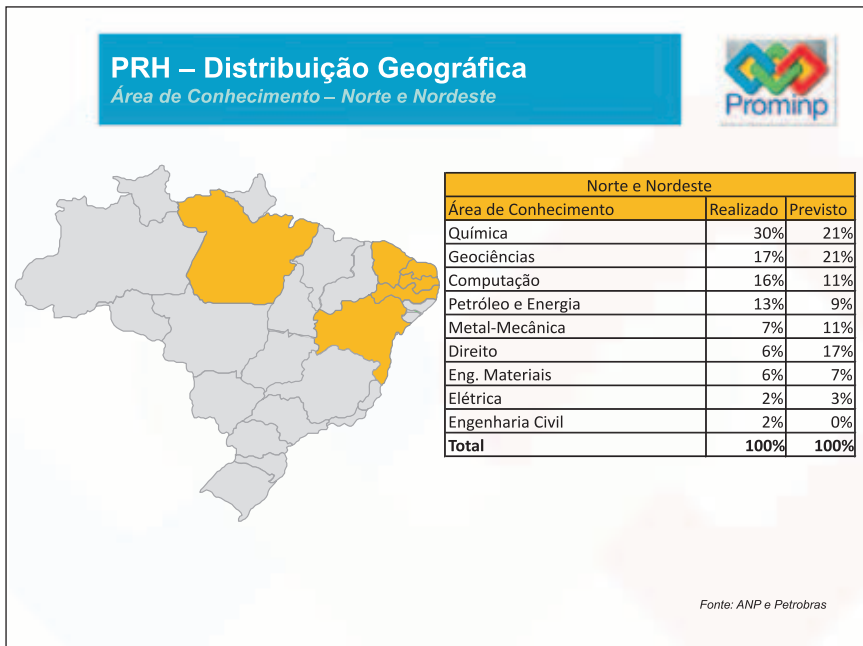 PRH – Distribuição Geográfica
Área de Conhecimento – Norte e Nordeste
Prominp
Norte e Nordeste
Área de Conhecimento Realizado Previsto
Química 30% 21%
Geociências 17% 21%
Computação 16% 11%
Petróleo e Energia 13% 9%
Metal-Mecânica 7% 11%
Direito 6% 17%
Eng. Materiais 6% 7%
Elétrica 2% 3%
Engenharia Civil 2% 0%
Total 100% 100%
Fonte: ANP e Petrobras